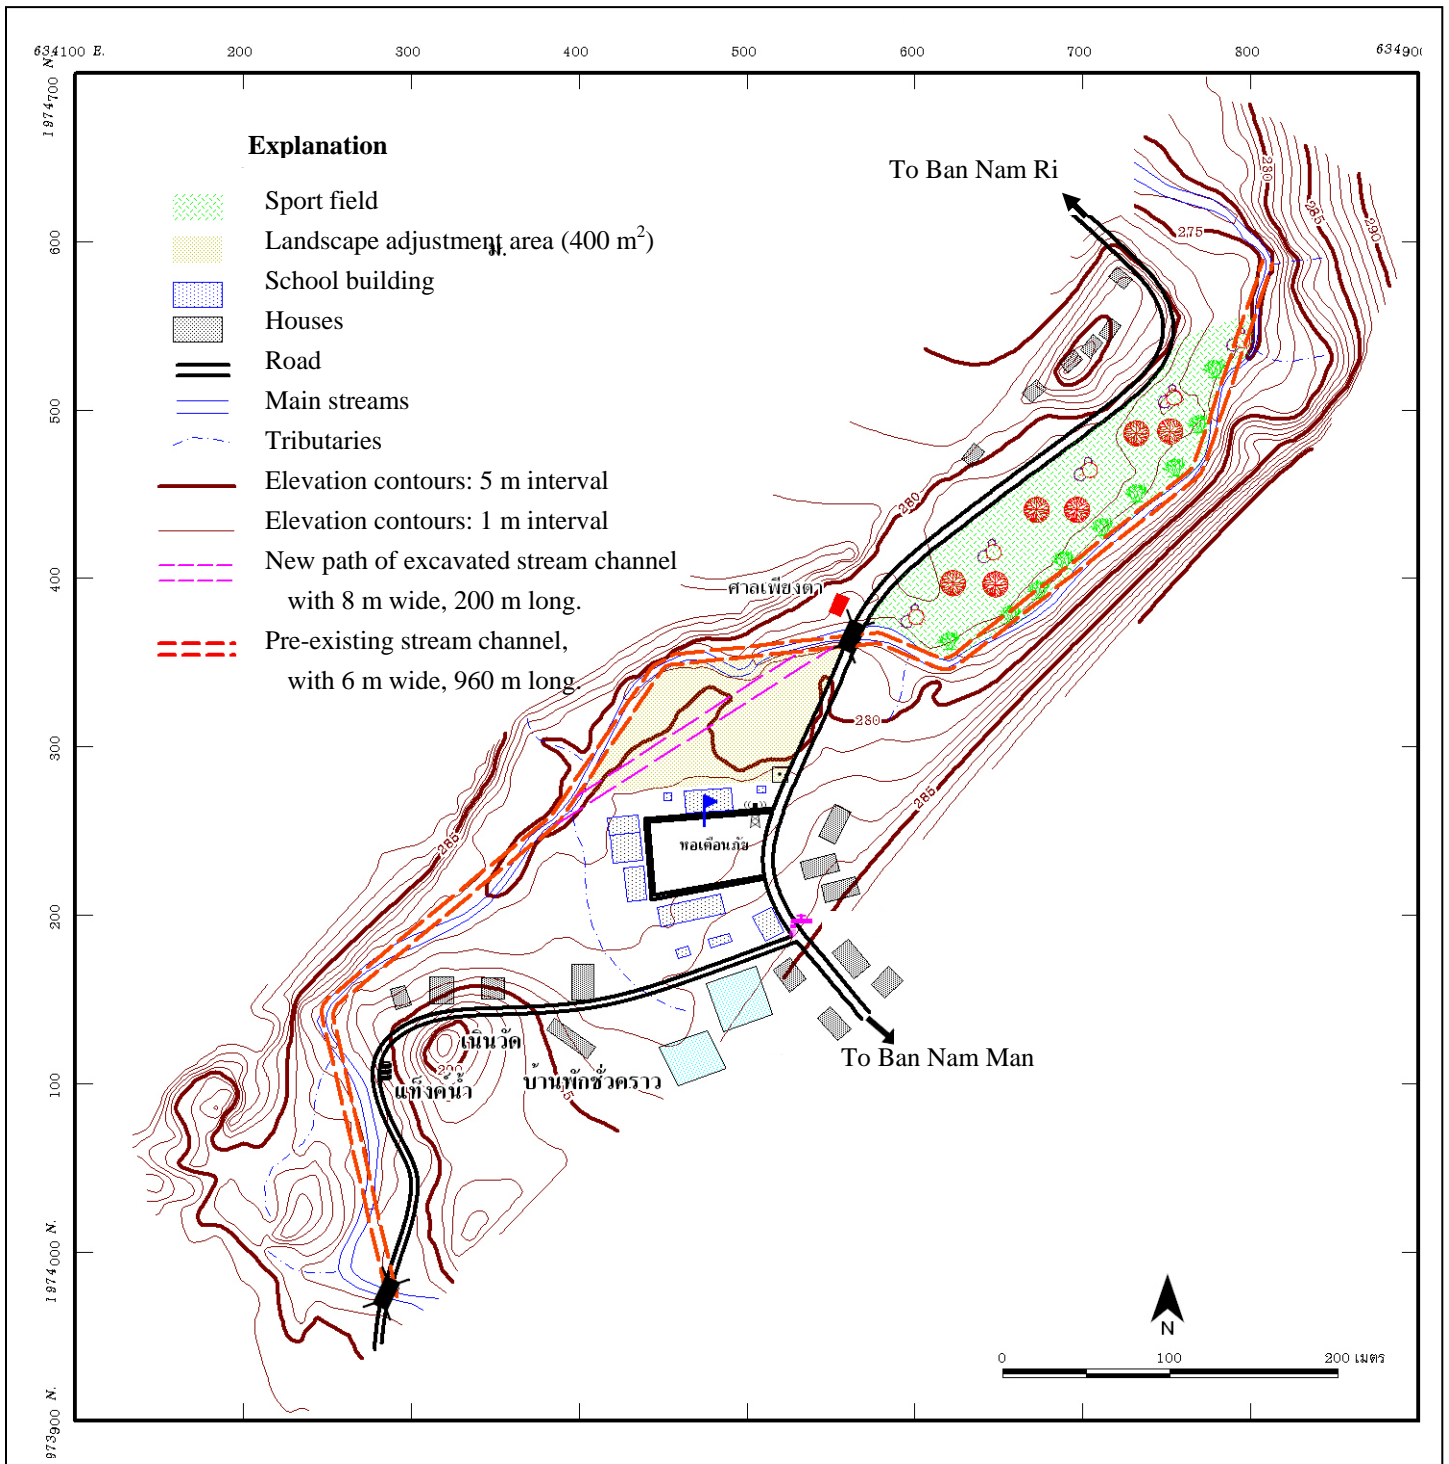 634100 E. 200 300 400 500 600 700 800 634900
1974700 N.
600
500
400
300
200
100
1974000 N.
973900 N.
Explanation
Sport field
Landscape adjustment area (400 m²)
ม.
School building
Houses
Road
Main streams
Tributaries
Elevation contours: 5 m interval
Elevation contours: 1 m interval
New path of excavated stream channel
with 8 m wide, 200 m long.
Pre-existing stream channel,
with 6 m wide, 960 m long.
To Ban Nam Ri
275
280
285
290
280
ศาลเพียงตา
280
285
285
หอเตือนภัย
To Ban Nam Man
เนินวัด
290
แท็งค์น้ำ
บ้านพักชั่วคราว
N
0 100 200 เมตร